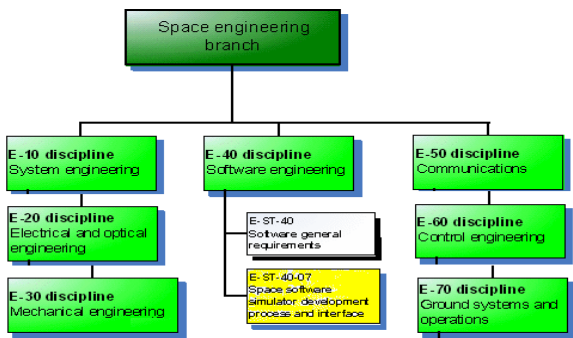 Space engineering
branch
E-10 discipline
System engineering
E-20 discipline
Electrical and optical
engineering
E-30 discipline
Mechanical engineering
E-40 discipline
Software engineering
E-ST-40
Software general
requirements
E-ST-40-07
Space software
simulator development
process and interface
E-50 discipline
Communications
E-60 discipline
Control engineering
E-70 discipline
Ground systems and
operations